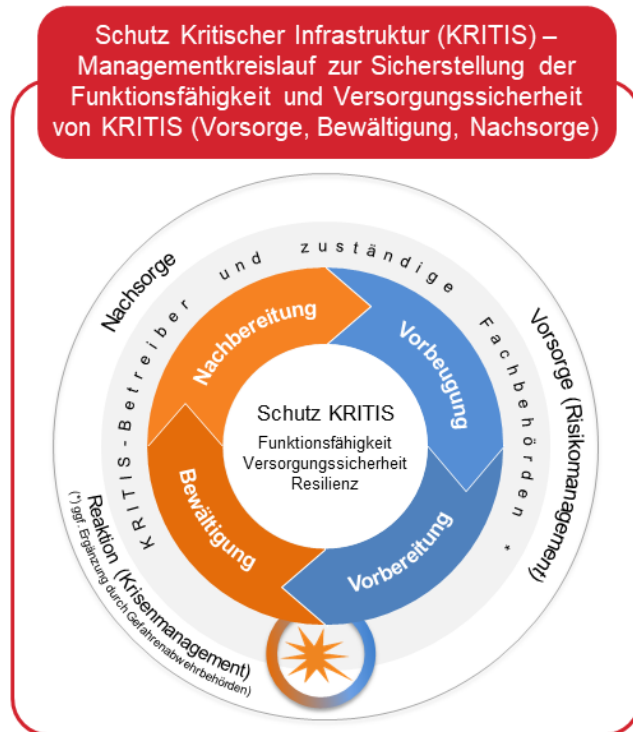 Schutz Kritischer Infrastruktur (KRITIS) –
Managementkreislauf zur Sicherstellung der
Funktionsfähigkeit und Versorgungssicherheit
von KRITIS (Vorsorge, Bewältigung, Nachsorge)
Nachsorge
Vorsorge (Risikomanagement)
Reaktion (Krisenmanagement)
(*) ggf. Ergänzung durch Gefahrenabwehrbehörden)
KRITIS-Betreiber und zuständige Fachbehörden *
Nachbereitung
Vorbeugung
Vorbereitung
Bewältigung
Schutz KRITIS
Funktionsfähigkeit
Versorgungssicherheit
Resilienz